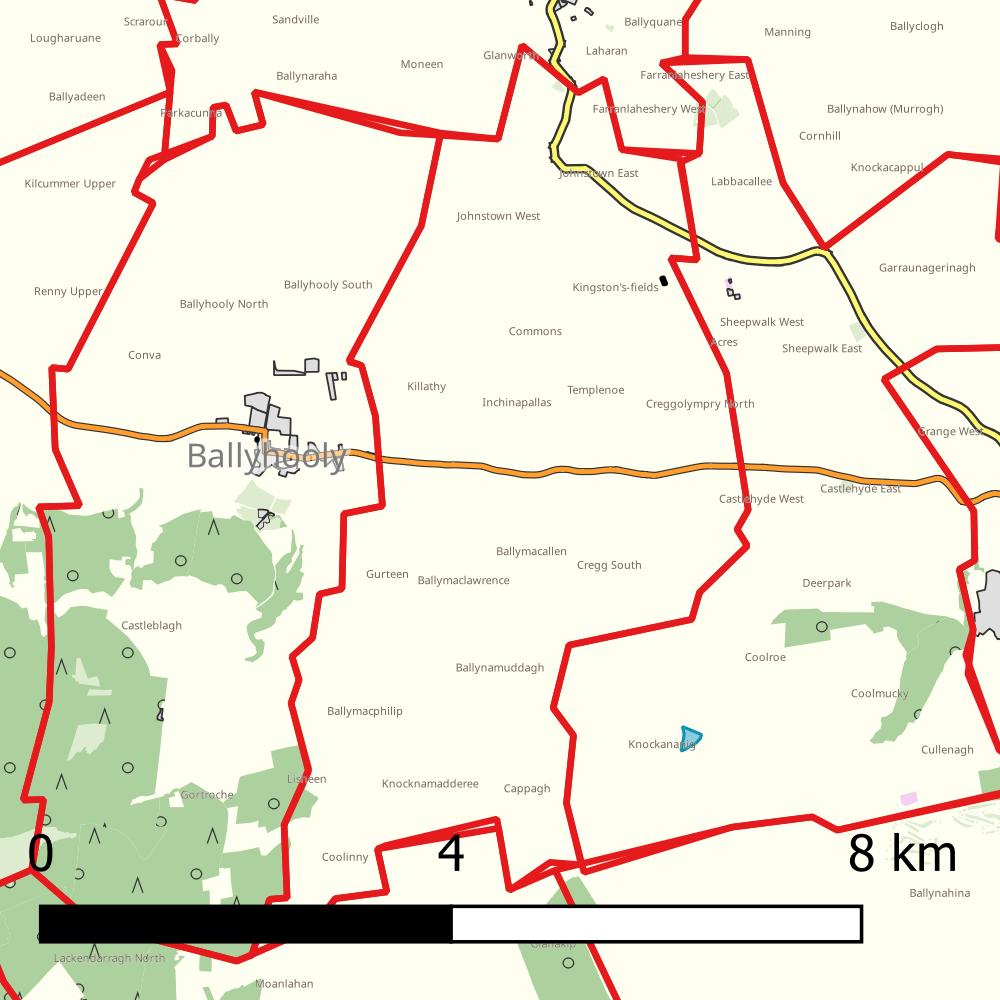 Scrarour
Sandville
Ballyquane
Lougharuane
Corbally
Manning
Ballyclogh
Glanworth
Laharan
Moneen
Ballynaraha
Farranlaheshery East
Ballyadeen
Parkacunna
Farranlaheshery West
Ballynahow (Murrogh)
Cornhill
Knockacappul
Kilcummer Upper
Johnstown East
Labbacallee
Johnstown West
Garraunagerinagh
Ballyhooly South
Kingston's-fields
Renny Upper
Ballyhooly North
Sheepwalk West
Commons
Acres
Sheepwalk East
Conva
Killathy
Templenoe
Inchinapallas
Creggolympry North
Grange West
Ballyhooly
Castlehyde East
Castlehyde West
Ballymacallen
Cregg South
Gurteen
Ballymaclawrence
Deerpark
Castleblagh
Coolroe
Ballynamuddagh
Coolmucky
Ballymacphilip
Knockananig
Cullenagh
Lisheen
Knocknamadderee
Cappagh
Gortroche
Coolinny
0
4
8 km
Ballynahina
Glanakip
Lackendarragh North
Moanlahan